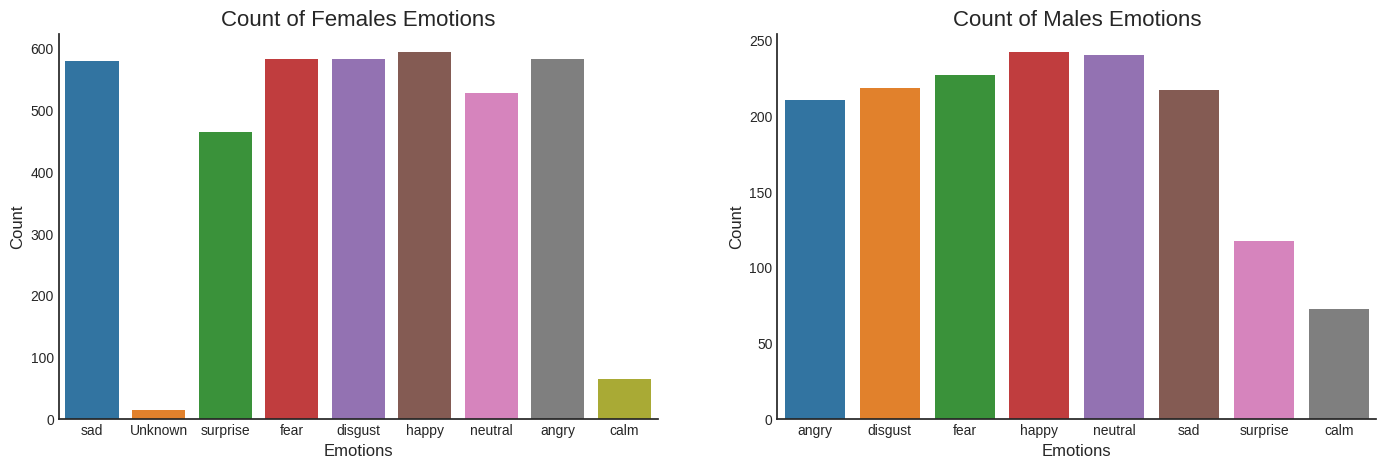 Count of Females Emotions
600
500
400
300
200
100
0
Count
sad Unknown surprise fear disgust happy neutral angry calm
Emotions
Count of Males Emotions
250
200
150
100
50
0
Count
angry disgust fear happy neutral sad surprise calm
Emotions